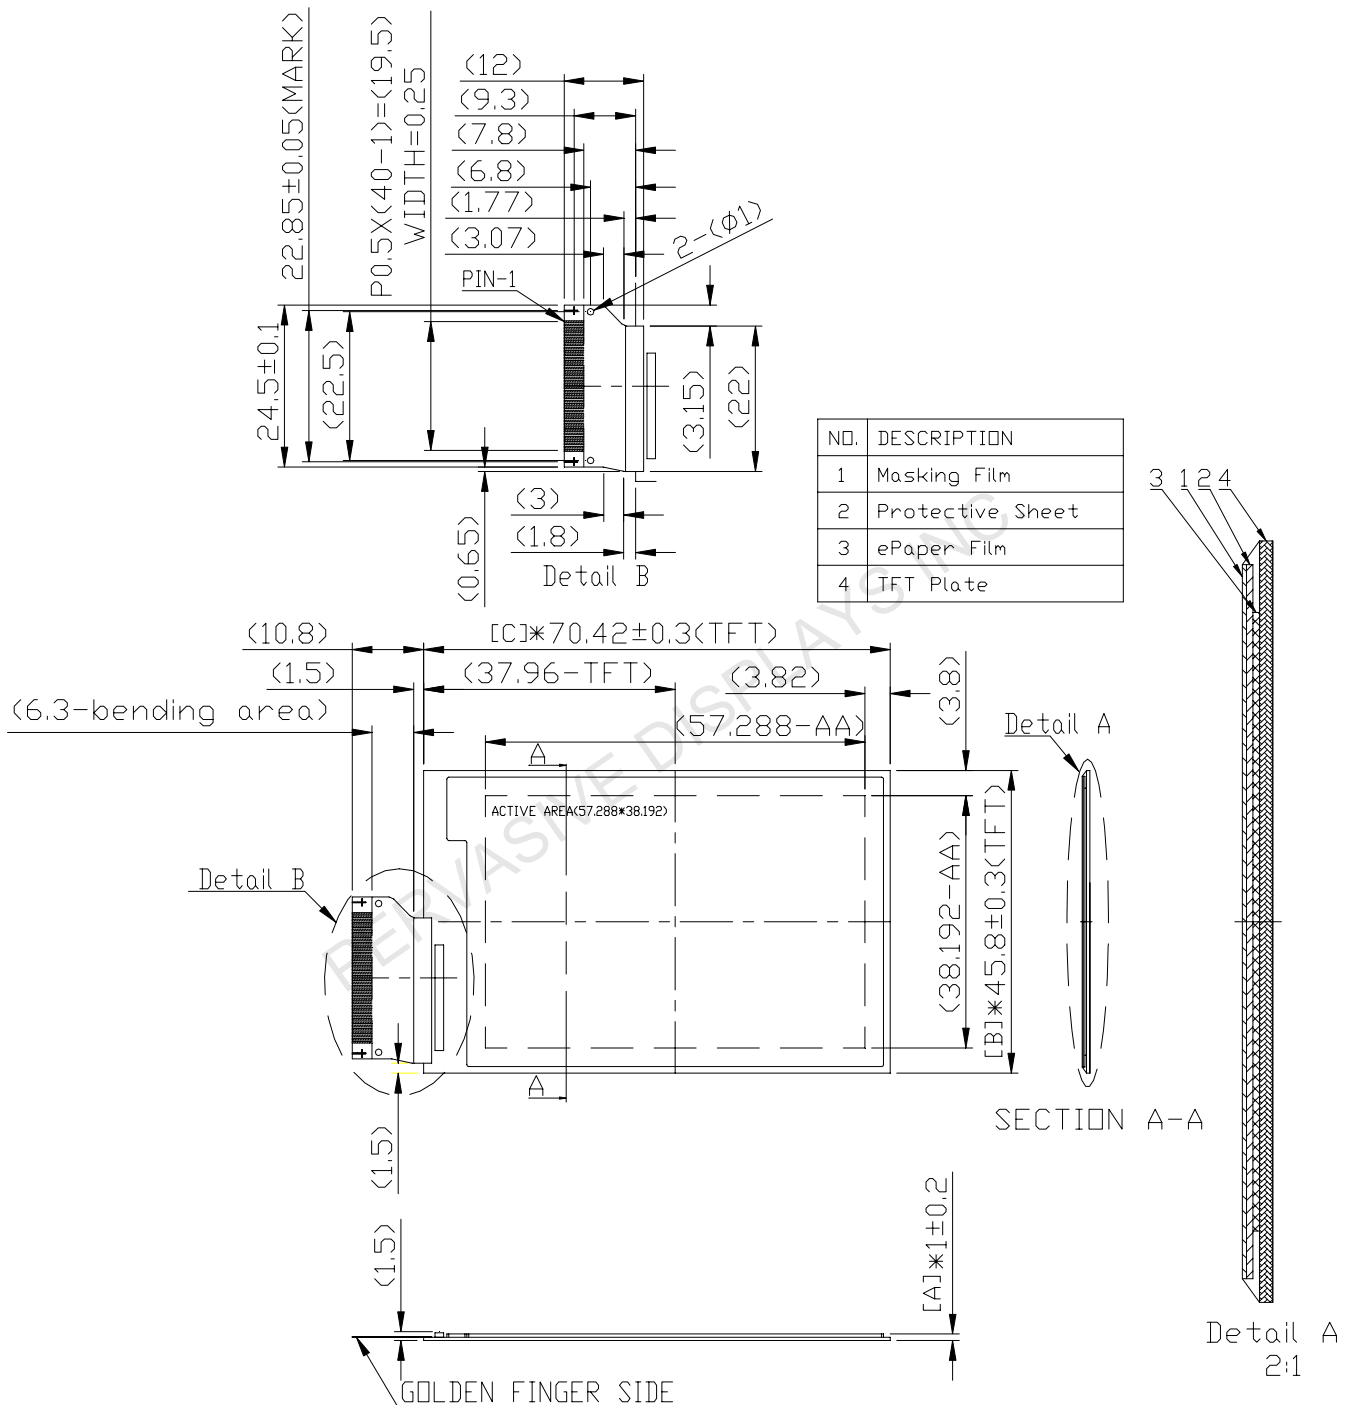 22.85±0.05(MARK)
P0.5X(40-1)=(19.5)
WIDTH=0.25
(12)
(9.3)
(7.8)
(6.8)
(1.77)
(3.07)
2-(ø1)
PIN-1
24.5±0.1
(22.5)
(3.15)
(22)
(0.65)
(3)
(1.8)
Detail B
NO. DESCRIPTION
1 Masking Film
2 Protective Sheet
3 ePaper Film
4 TFT Plate
3 1 2 4
(10.8)
[C]*70.42±0.3(TFT)
(1.5)
(37.96-TFT)
(3.82)
(3.8)
(6.3-bending area)
(57.288-AA)
Detail A
A
ACTIVE AREA(57.288*38.192)
Detail B
(38.192-AA)
[B]*45.8±0.3(TFT)
A
SECTION A-A
(1.5)
(1.5)
[A]*1±0.2
GOLDEN FINGER SIDE
Detail A
2:1
PERVASIVE DISPLAYS INC